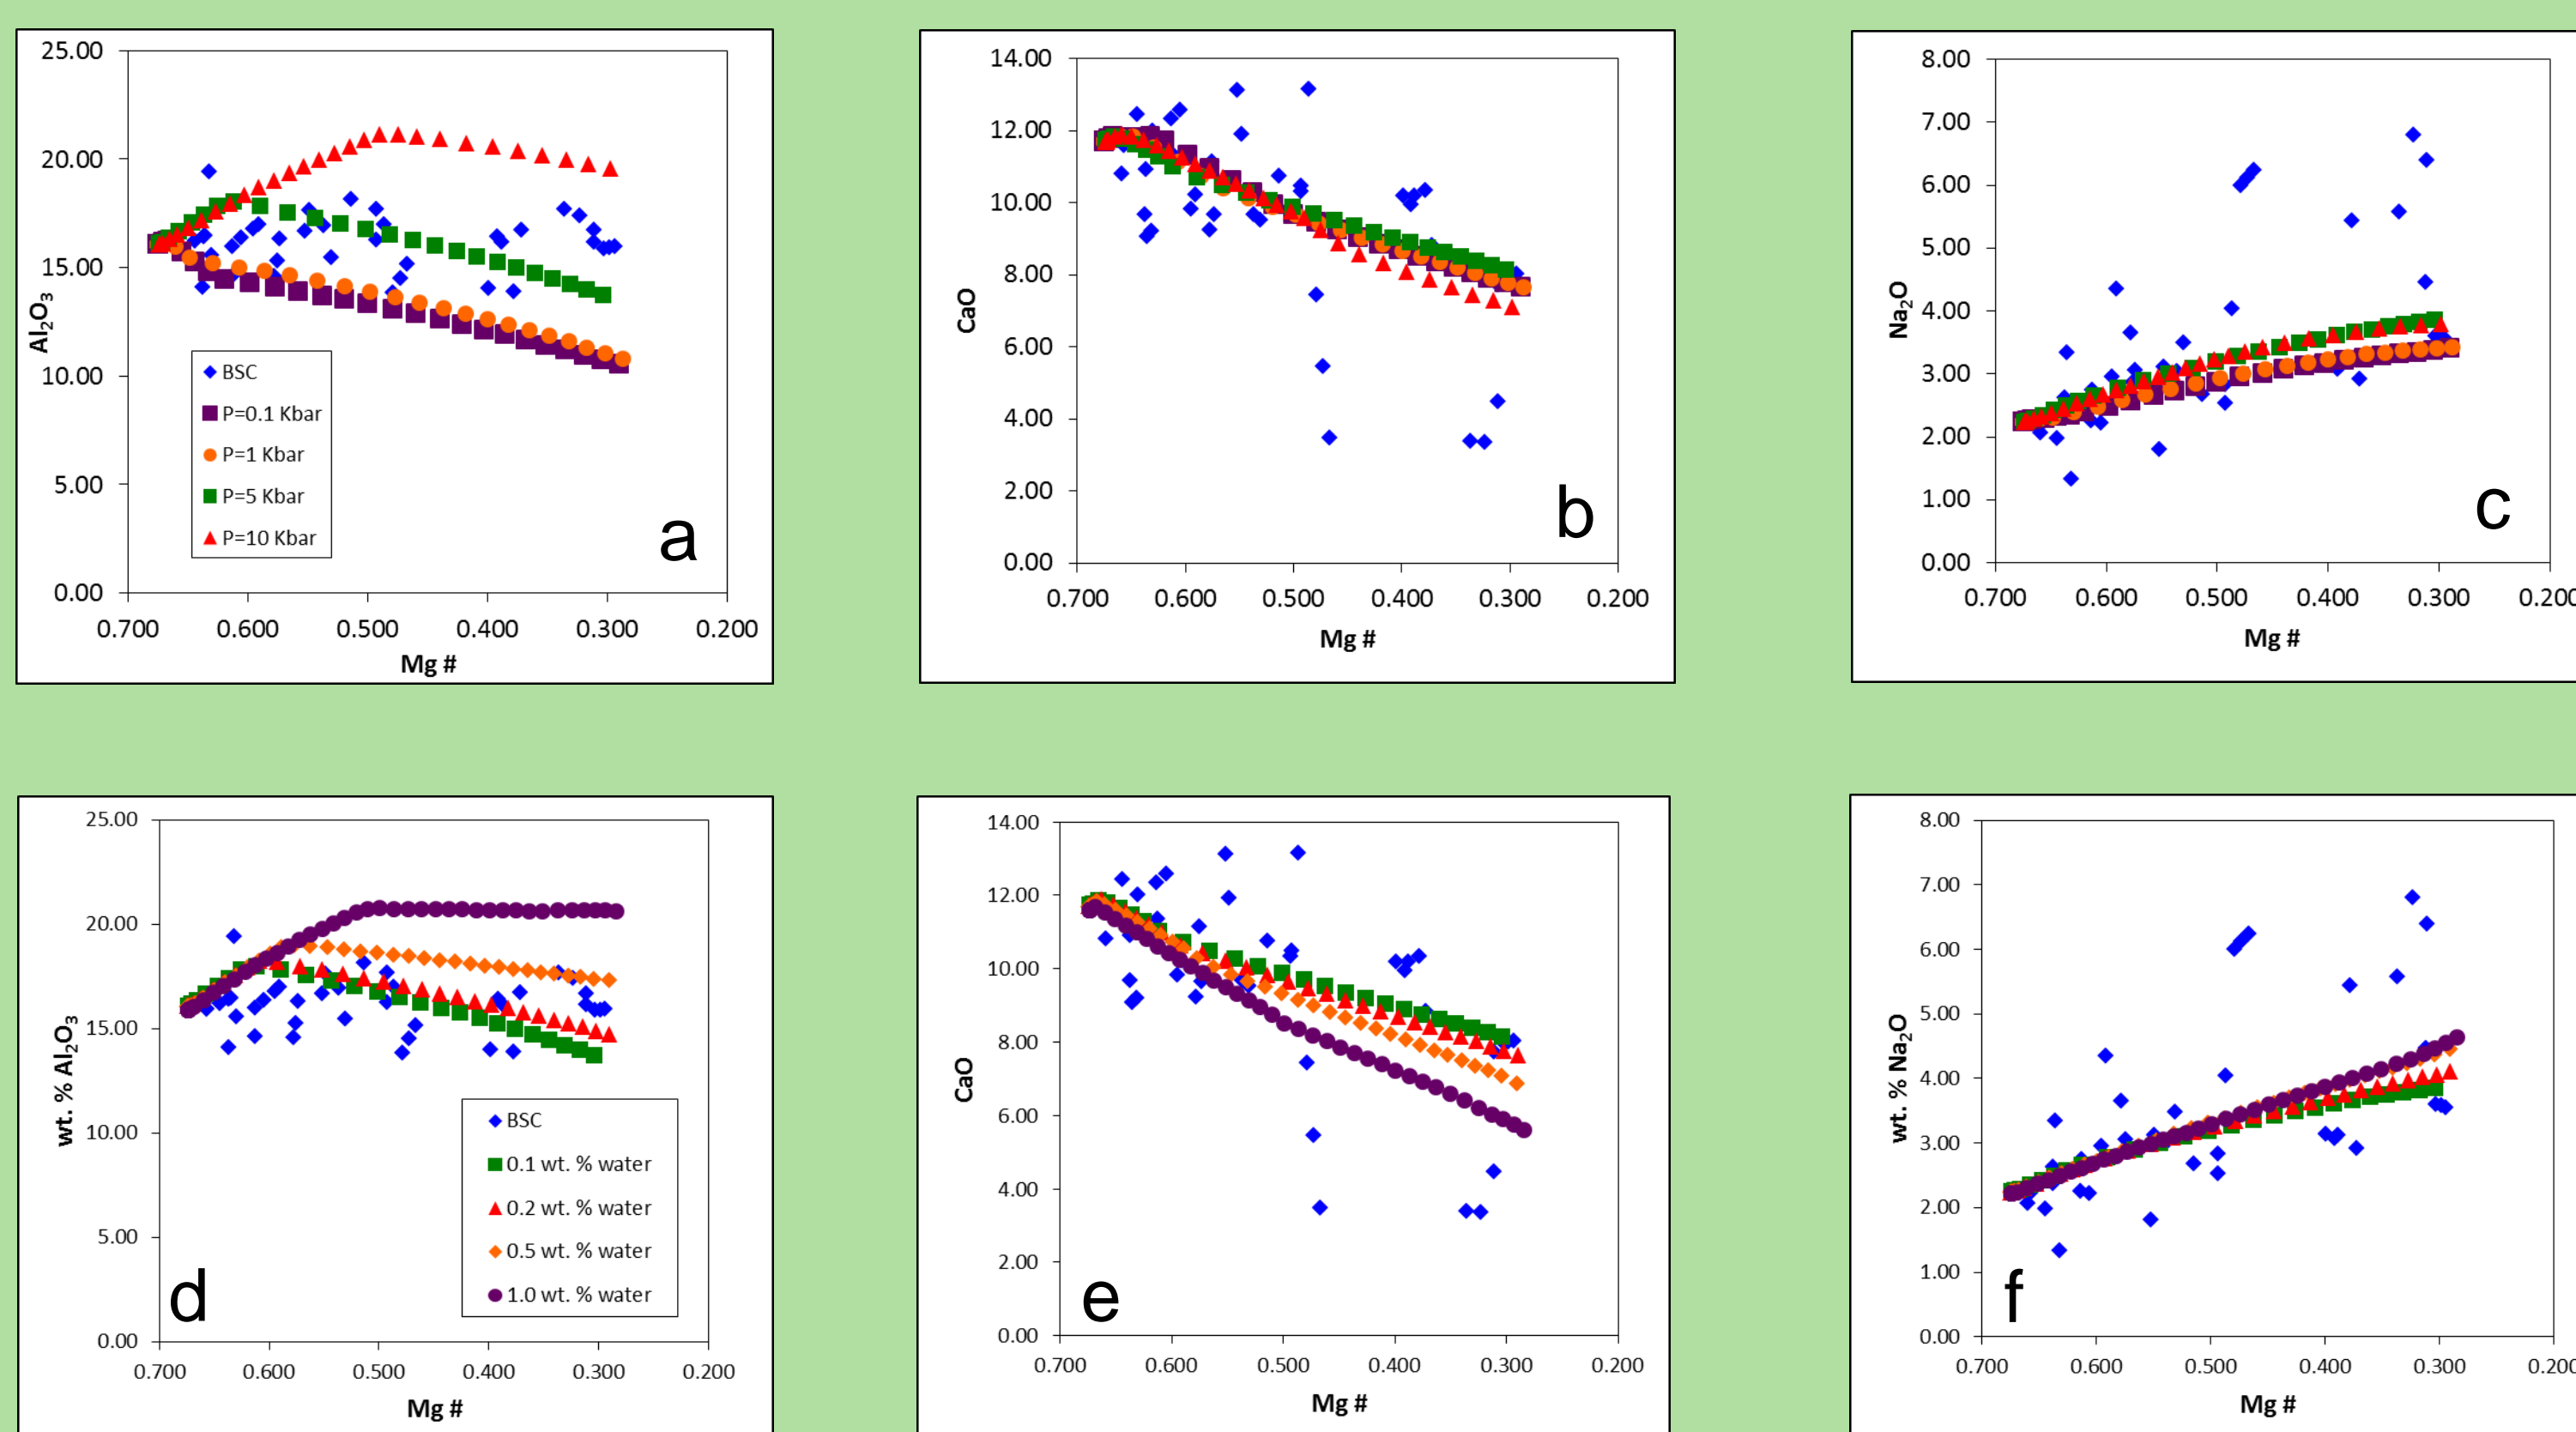 25.00
20.00
15.00
10.00
5.00
0.00
Al2O3
BSC
P=0.1 Kbar
P=1 Kbar
P=5 Kbar
P=10 Kbar
a
0.700 0.600 0.500 0.400 0.300 0.200
Mg #
14.00
12.00
10.00
8.00
6.00
4.00
2.00
0.00
CaO
b
0.700 0.600 0.500 0.400 0.300 0.200
Mg #
8.00
7.00
6.00
5.00
4.00
3.00
2.00
1.00
0.00
Na2O
c
0.700 0.600 0.500 0.400 0.300 0.200
Mg #
25.00
20.00
15.00
10.00
5.00
0.00
wt. % Al2O3
BSC
0.1 wt. % water
0.2 wt. % water
0.5 wt. % water
1.0 wt. % water
d
0.700 0.600 0.500 0.400 0.300 0.200
Mg #
14.00
12.00
10.00
8.00
6.00
4.00
2.00
0.00
CaO
e
0.700 0.600 0.500 0.400 0.300 0.200
Mg #
8.00
7.00
6.00
5.00
4.00
3.00
2.00
1.00
0.00
wt. % Na2O
f
0.700 0.600 0.500 0.400 0.300 0.200
Mg #